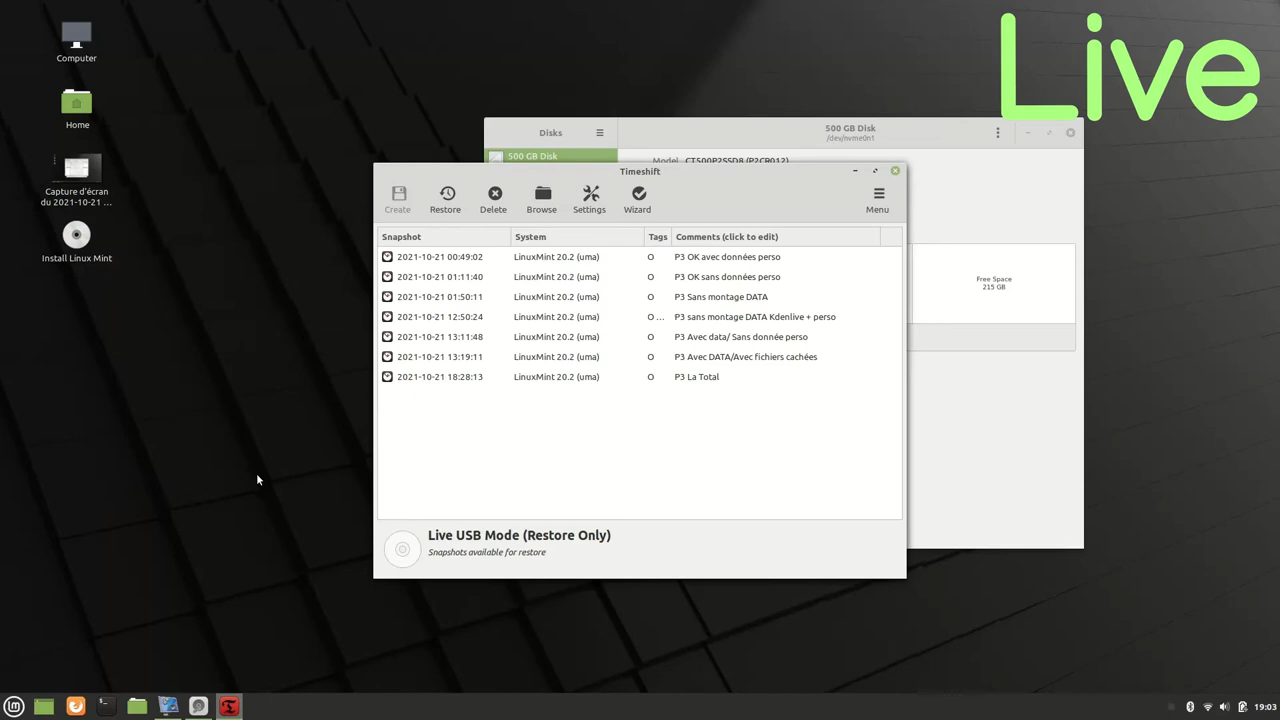 Live
Computer
Home
Capture d'écran
du 2021-10-21 ...
Install Linux Mint
Disks
500 GB Disk
/dev/nvme0n1
500 GB Disk
Model CT500P2SSD8 (P2CR012)
Free Space
215 GB
Timeshift
Create
Restore
Delete
Browse
Settings
Wizard
Menu
Snapshot System Tags Comments (click to edit)
2021-10-21 00:49:02 LinuxMint 20.2 (uma) O P3 OK avec données perso
2021-10-21 01:11:40 LinuxMint 20.2 (uma) O P3 OK sans données perso
2021-10-21 01:50:11 LinuxMint 20.2 (uma) O P3 Sans montage DATA
2021-10-21 12:50:24 LinuxMint 20.2 (uma) O ... P3 sans montage DATA Kdenlive + perso
2021-10-21 13:11:48 LinuxMint 20.2 (uma) O P3 Avec data/ Sans donnée perso
2021-10-21 13:19:11 LinuxMint 20.2 (uma) O P3 Avec DATA/Avec fichiers cachées
2021-10-21 18:28:13 LinuxMint 20.2 (uma) O P3 La Total
Live USB Mode (Restore Only)
Snapshots available for restore
19:03